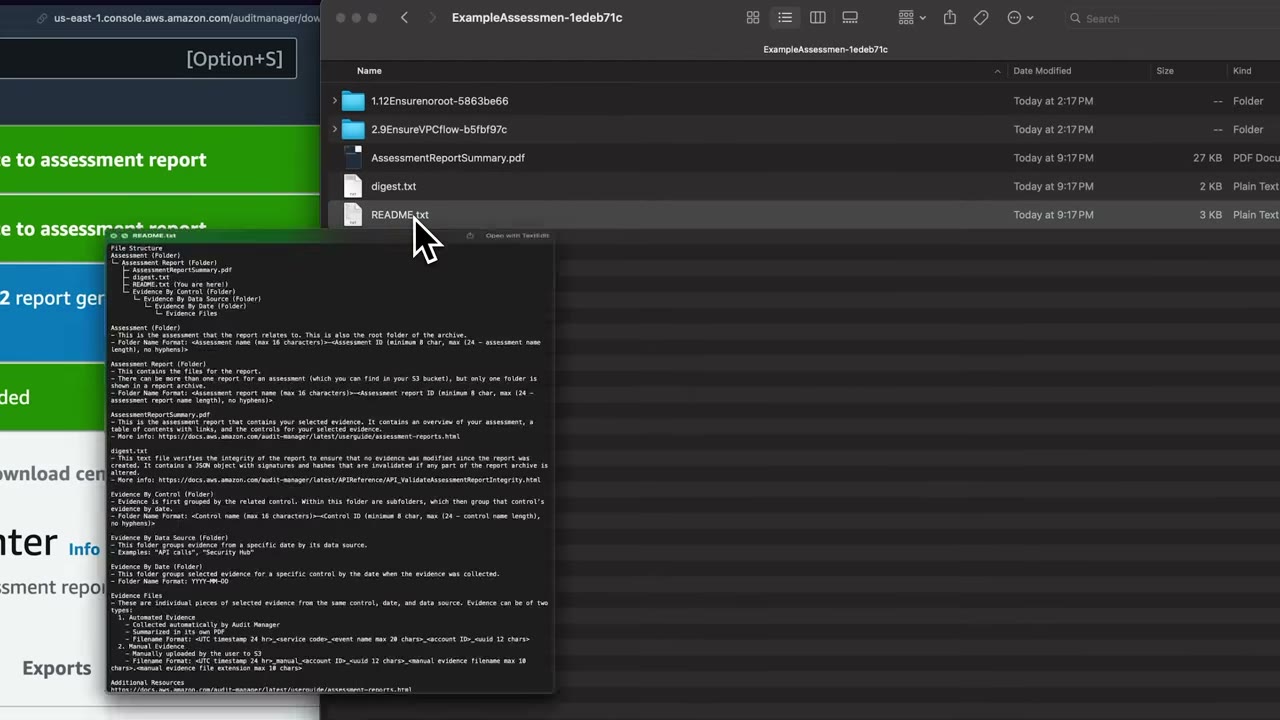 us-east-1.console.aws.amazon.com/auditmanager/dow
[Option+S]
e to assessment report
e to assessment report
2 report ger
ded
ownload cen
nter Info
ssment repor
Exports
ExampleAssessmen-1edeb71c
Search
ExampleAssessmen-1edeb71c
Name
Date Modified
Size
Kind
1.12Ensurenoroot-5863be66
Today at 2:17 PM
--
Folder
2.9EnsureVPCflow-b5fbf97c
Today at 2:17 PM
--
Folder
AssessmentReportSummary.pdf
Today at 9:17 PM
27 KB
PDF Docu
digest.txt
Today at 9:17 PM
2 KB
Plain Text
README.txt
Today at 9:17 PM
3 KB
Plain Text
README.txt
Open with TextEdit
File Structure
Assessment (Folder)
└─ Assessment Report (Folder)
├─ AssessmentReportSummary.pdf
├─ digest.txt
├─ README.txt (You are here!)
└─ Evidence By Control (Folder)
└─ Evidence By Data Source (Folder)
└─ Evidence By Date (Folder)
└─ Evidence Files
Assessment (Folder)
- This is the assessment that the report relates to. This is also the root folder of the archive.
- Folder Name Format: <Assessment name (max 16 characters)>-<Assessment ID (minimum 8 char, max (24 - assessment name
length), no hyphens)>
Assessment Report (Folder)
- This contains the files for the report.
- There can be more than one report for an assessment (which you can find in your S3 bucket), but only one folder is
shown in a report archive.
- Folder Name Format: <Assessment report name (max 16 characters)>-<Assessment report ID (minimum 8 char, max (24 -
assessment report name length), no hyphens)>
AssessmentReportSummary.pdf
- This is the assessment report that contains your selected evidence. It contains an overview of your assessment, a
table of contents with links, and the controls for your selected evidence.
- More info: https://docs.aws.amazon.com/audit-manager/latest/userguide/assessment-reports.html
digest.txt
- This text file verifies the integrity of the report to ensure that no evidence was modified since the report was
created. It contains a JSON object with signatures and hashes that are invalidated if any part of the report archive is
altered.
- More info: https://docs.aws.amazon.com/audit-manager/latest/APIReference/API_ValidateAssessmentReportIntegrity.html
Evidence By Control (Folder)
- Evidence is first grouped by the related control. Within this folder are subfolders, which then group that control's
evidence by date.
- Folder Name Format: <Control name (max 16 characters)>-<Control ID (minimum 8 char, max (24 - control name length),
no hyphens)>
Evidence By Data Source (Folder)
- This folder groups evidence from a specific date by its data source.
- Examples: "API calls", "Security Hub"
Evidence By Date (Folder)
- This folder groups selected evidence for a specific control by the date when the evidence was collected.
- Folder Name Format: YYYY-MM-DD
Evidence Files
- These are individual pieces of selected evidence from the same control, date, and data source. Evidence can be of two
types:
1. Automated Evidence
- Collected automatically by Audit Manager
- Summarized in its own PDF
- Filename Format: <UTC timestamp 24 hr>_<service code>_<event name max 20 chars>_<account ID>_<uuid 12 chars>
2. Manual Evidence
- Manually uploaded by the user to S3
- Filename Format: <UTC timestamp 24 hr>_manual_<account ID>_<uuid 12 chars>_<manual evidence filename max 10
chars>.<manual evidence file extension max 10 chars>
Additional Resources
https://docs.aws.amazon.com/audit-manager/latest/userguide/assessment-reports.html